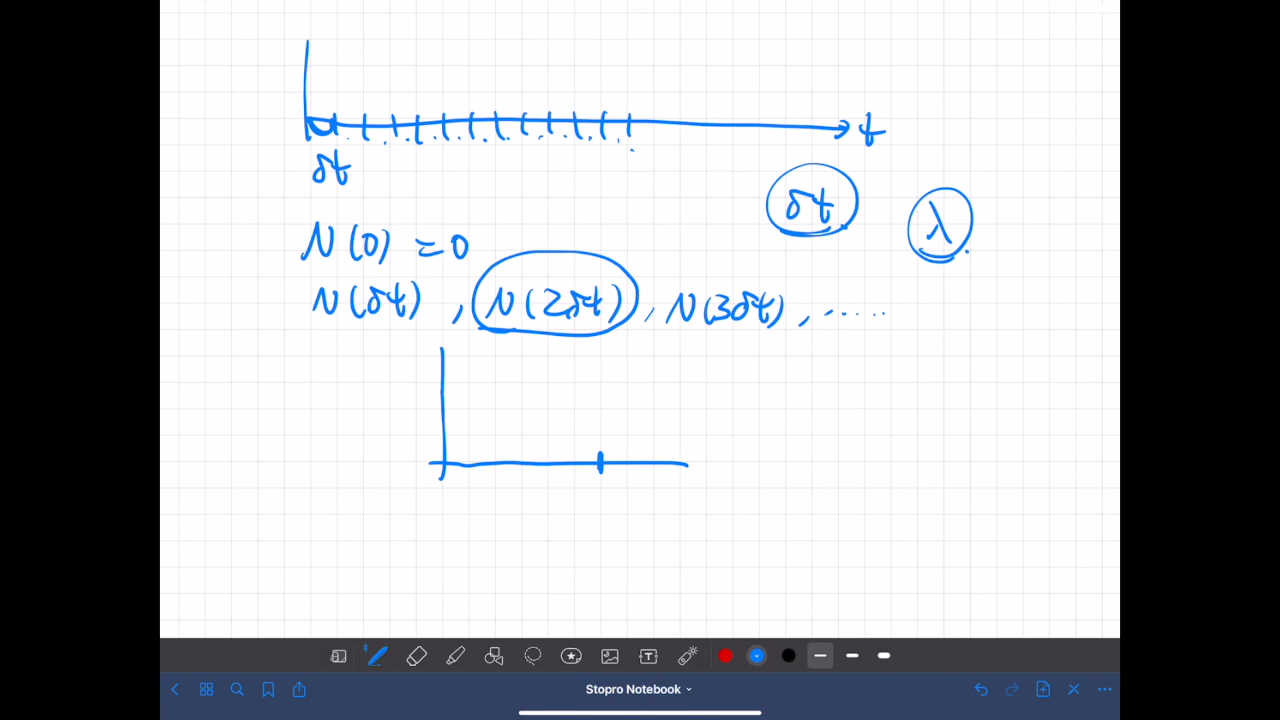 t
δt
δt
λ
N(0) = 0
N(δt) , N(2δt) , N(3δt) , ......
Stopro Notebook